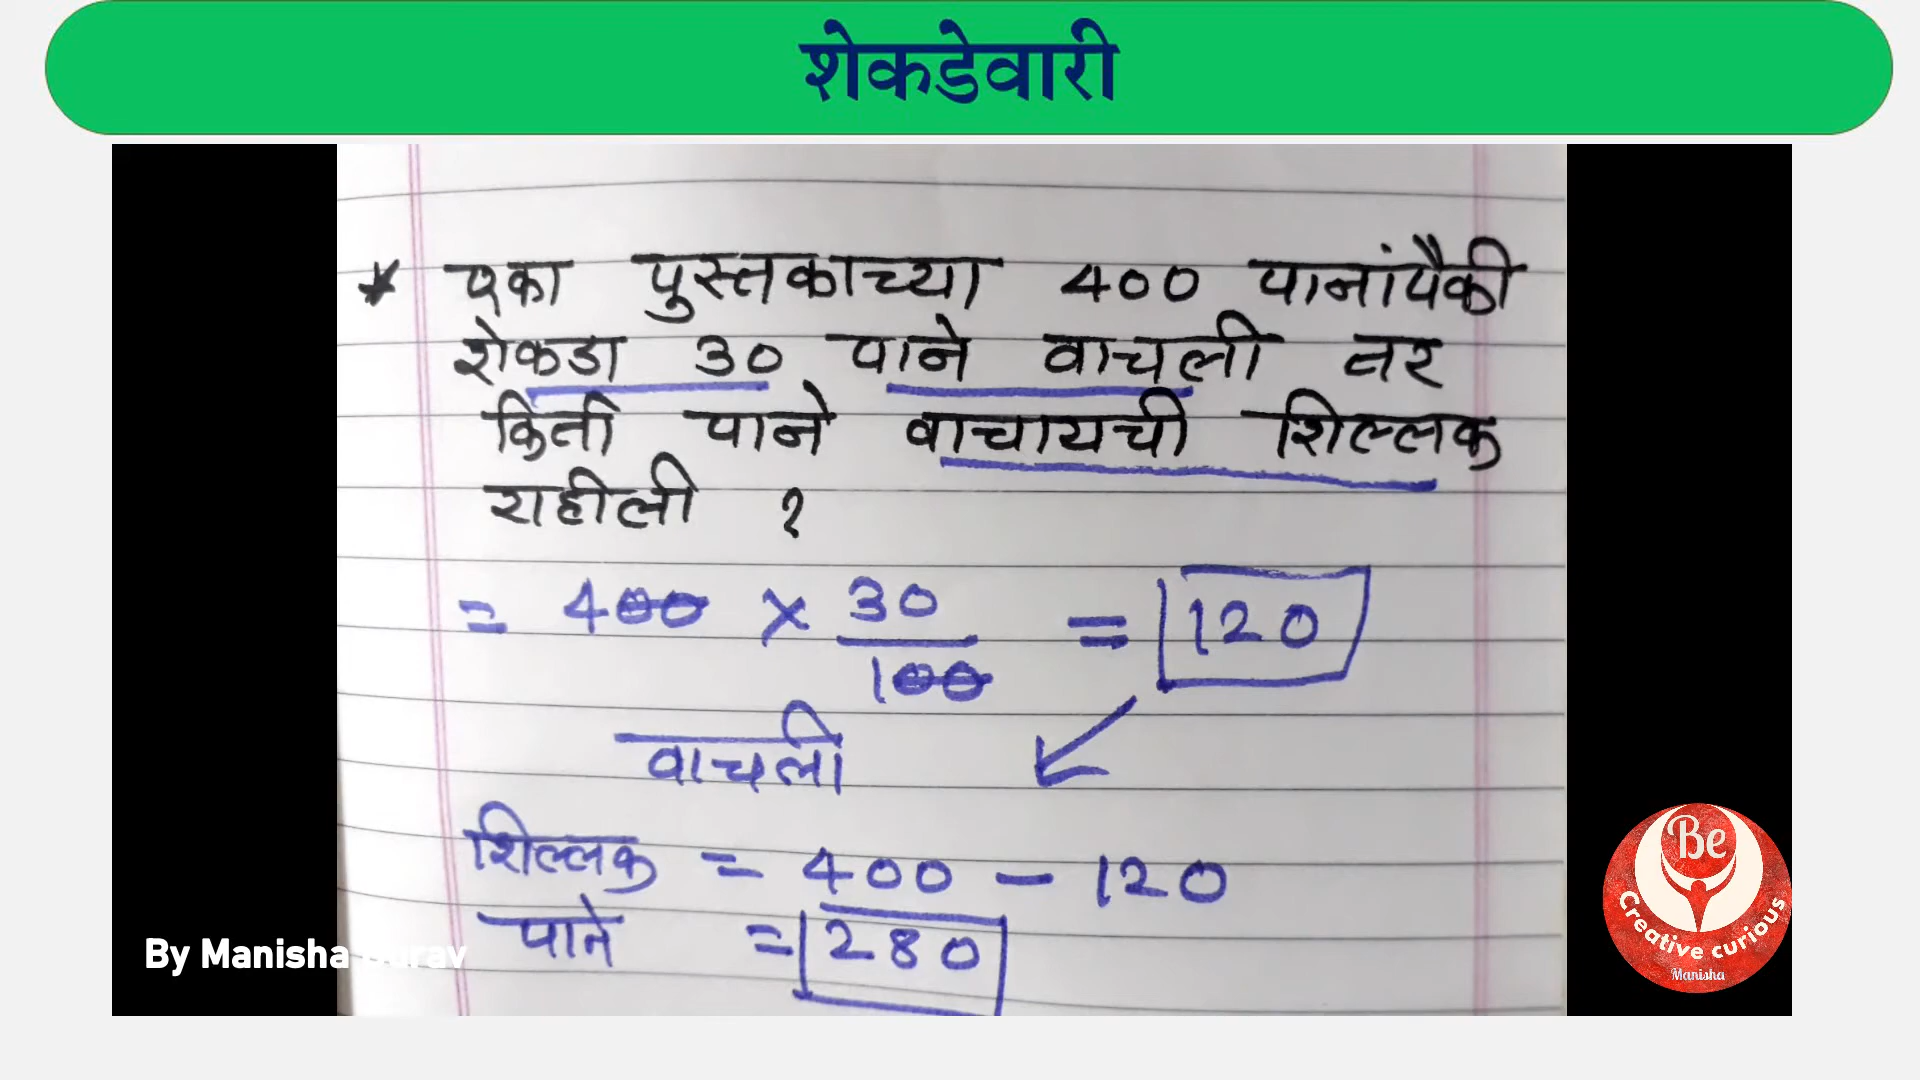 शेकडेवारी
* एका पुस्तकाच्या 400 पानांपैकी
शेकडा 30 पाने वाचली तर
किती पाने वाचायची शिल्लक
राहीली ?
= 400 × 30/100 = 120
वाचली
शिल्लक = 400 - 120
पाने = 280
By Manisha Gurav
Be
Creative curious
Manisha